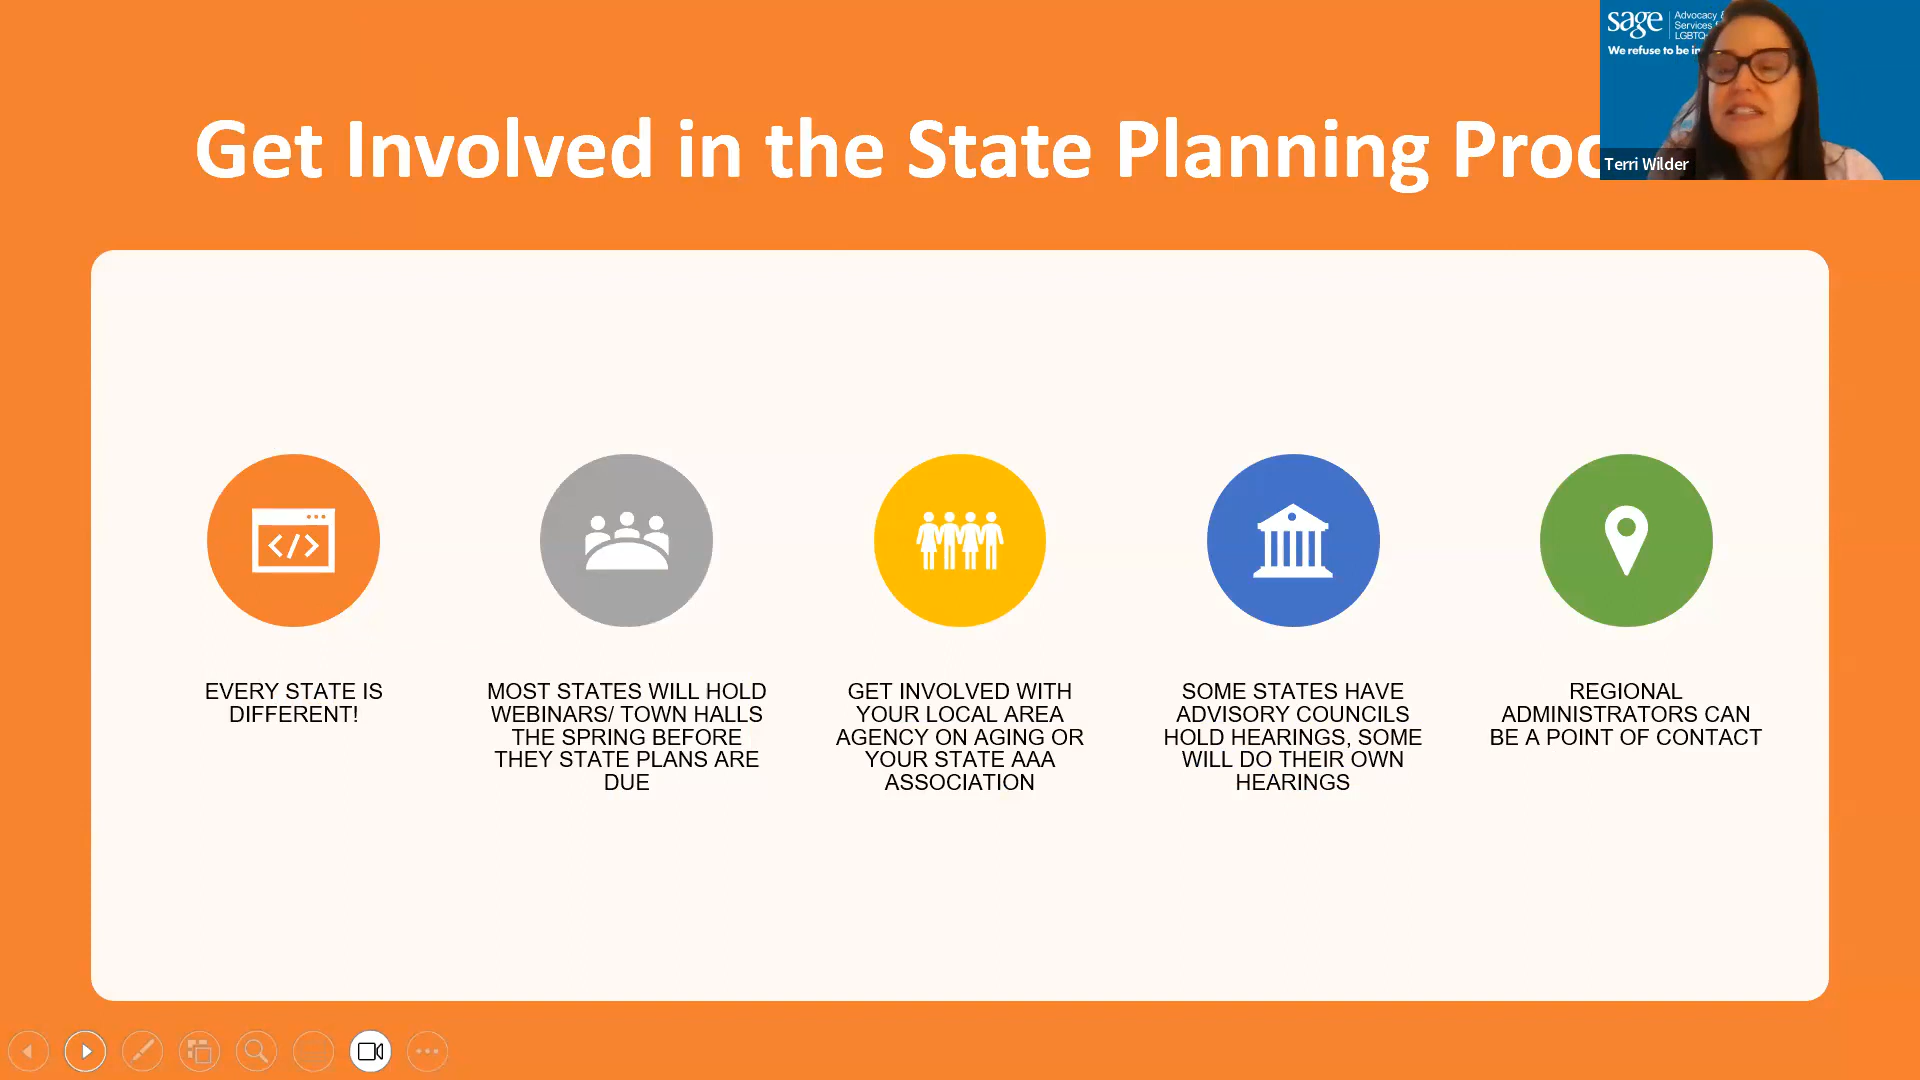 Get Involved in the State Planning
sage
Advocacy &
Services
LGBTQ
We refuse to be
Terri Wilder
</>
EVERY STATE IS
DIFFERENT!
MOST STATES WILL HOLD
WEBINARS/ TOWN HALLS
THE SPRING BEFORE
THEY STATE PLANS ARE
DUE
GET INVOLVED WITH
YOUR LOCAL AREA
AGENCY ON AGING OR
YOUR STATE AAA
ASSOCIATION
SOME STATES HAVE
ADVISORY COUNCILS
HOLD HEARINGS, SOME
WILL DO THEIR OWN
HEARINGS
REGIONAL
ADMINISTRATORS CAN
BE A POINT OF CONTACT